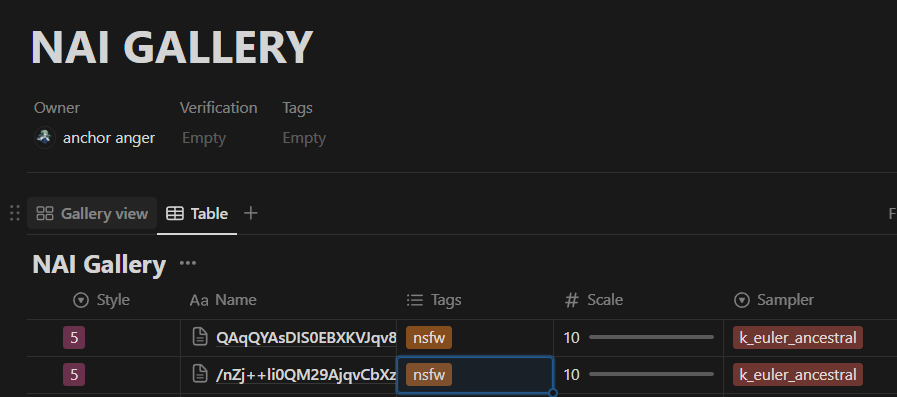 NAI GALLERY
Owner Verification Tags
anchor anger Empty Empty
Gallery view Table + F
NAI Gallery ...
Style Aa Name Tags # Scale Sampler
5 QAqQYAsDIS0EBXKVJqv8 nsfw 10 k_euler_ancestral
5 /nZj++li0QM29AjqvCbXz nsfw 10 k_euler_ancestral